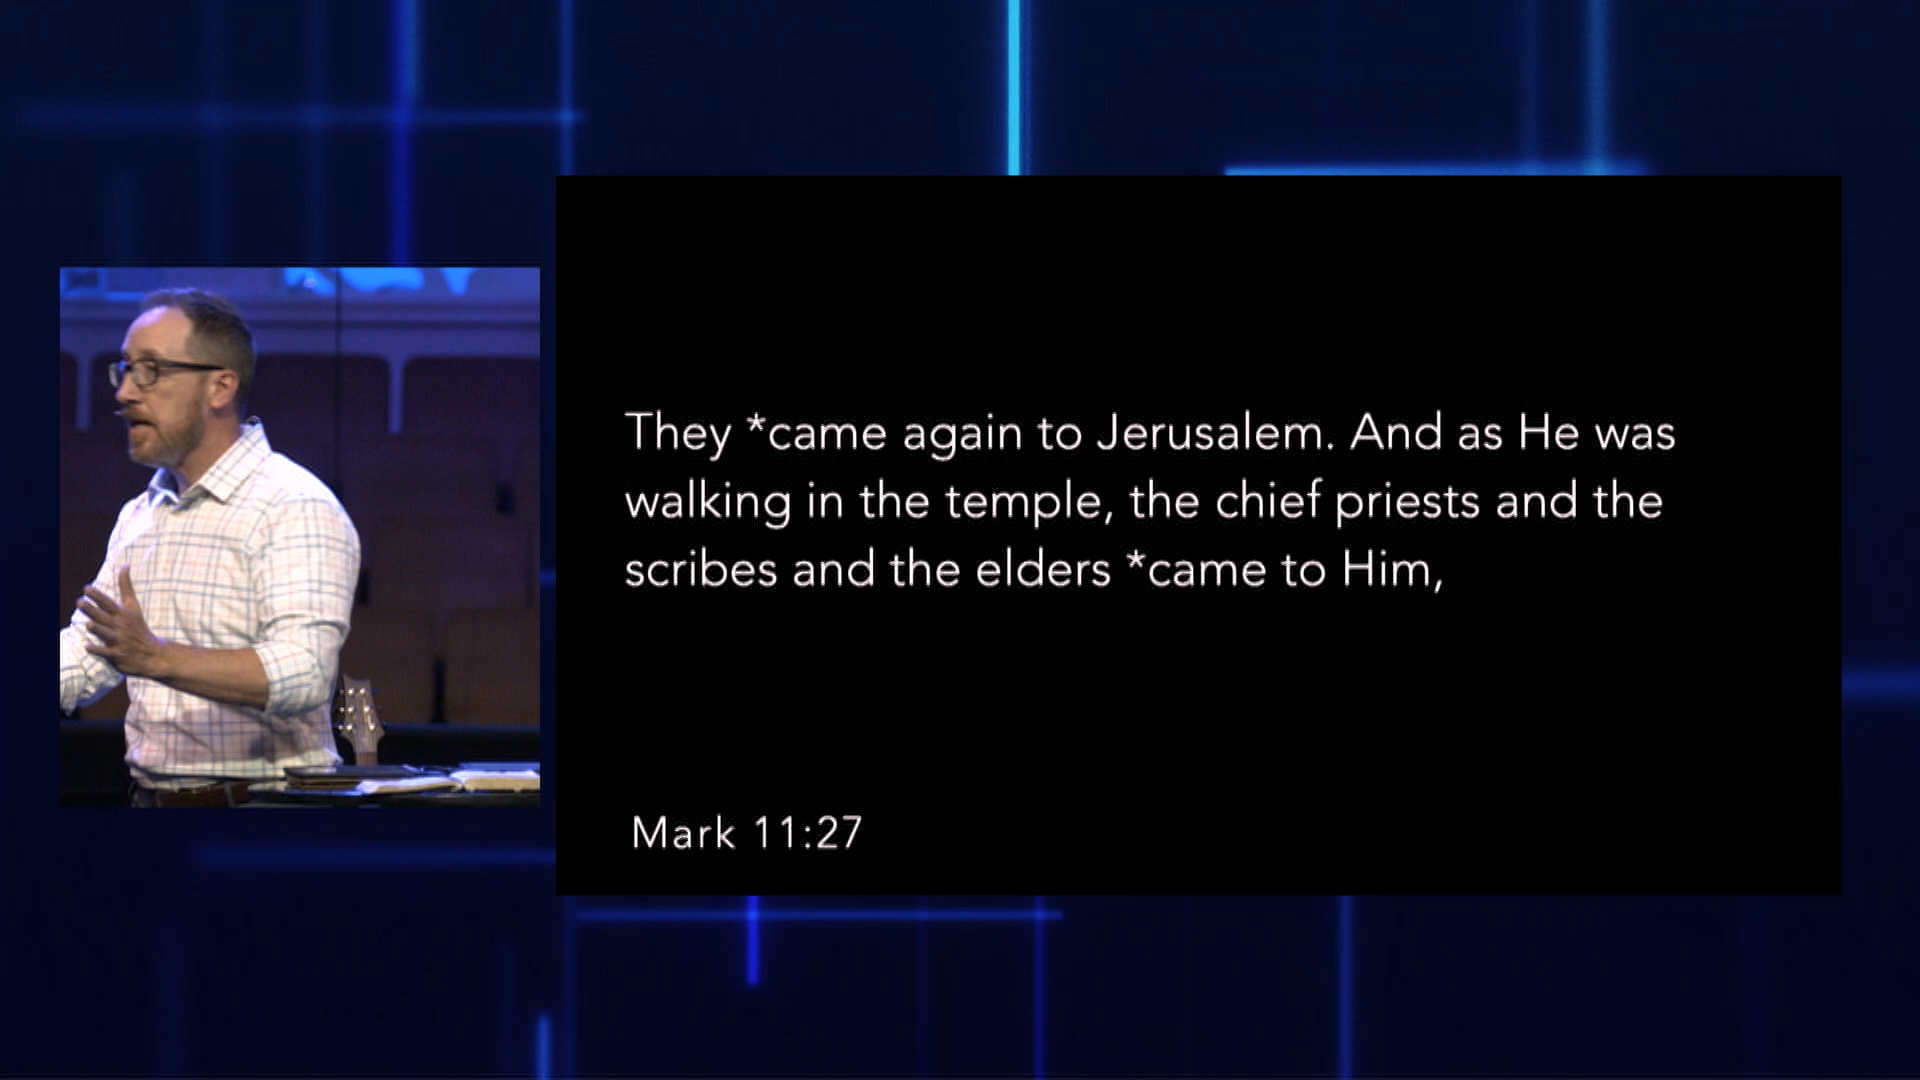 They *came again to Jerusalem. And as He was
walking in the temple, the chief priests and the
scribes and the elders *came to Him,
Mark 11:27